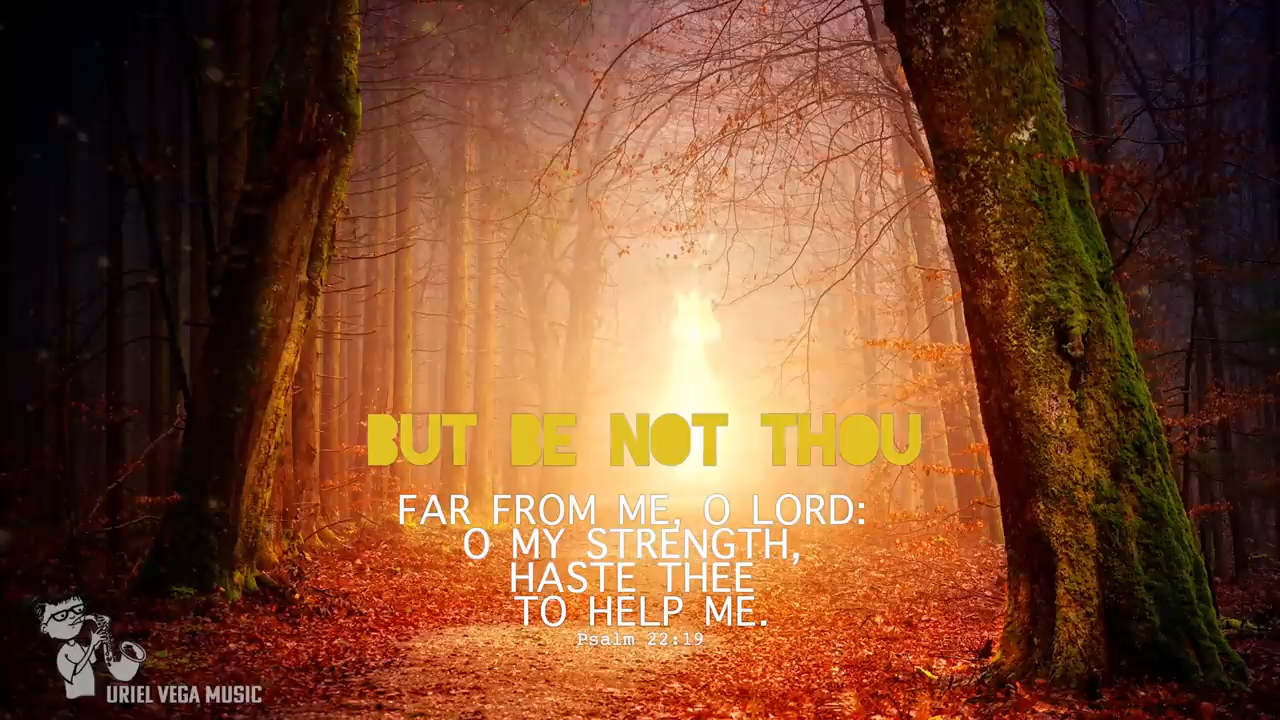 BUT BE NOT THOU
FAR FROM ME, O LORD:
O MY STRENGTH,
HASTE THEE
TO HELP ME.
Psalm 22:19
URIEL VEGA MUSIC